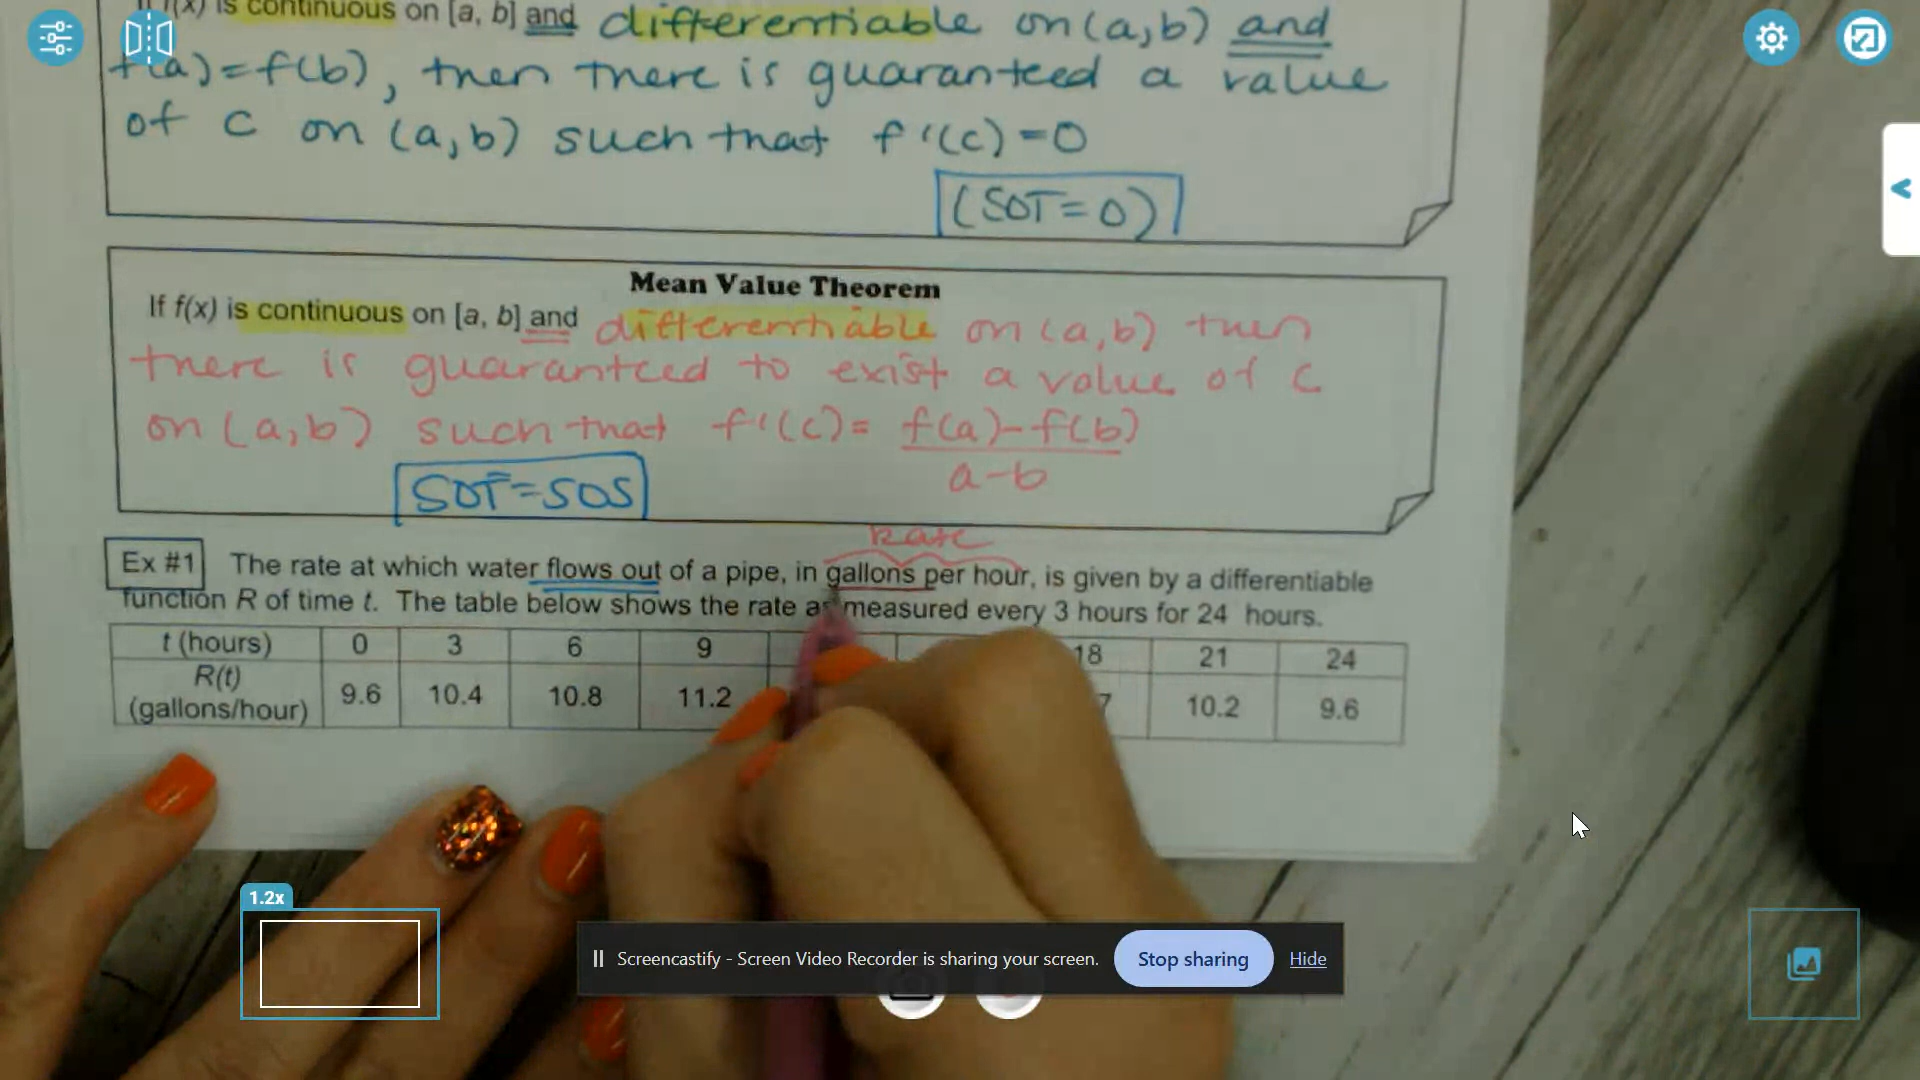 is continuous on [a, b] and differentiable on (a,b) and
f(a)=f(b), then there is guaranteed a value
of c on (a,b) such that f'(c)=0
(SOT=0)
Mean Value Theorem
If f(x) is continuous on [a, b] and differentiable on (a,b) then
there is guaranteed to exist a value of c
on (a,b) such that f'(c)= f(a)-f(b)
a-b
SOT=SOS
rate
Ex #1 The rate at which water flows out of a pipe, in gallons per hour, is given by a differentiable
function R of time t. The table below shows the rate as measured every 3 hours for 24 hours.
t (hours) 0 3 6 9 18 21 24
R(t)
(gallons/hour) 9.6 10.4 10.8 11.2 10.2 9.6
1.2x
Screencastify - Screen Video Recorder is sharing your screen. Stop sharing Hide